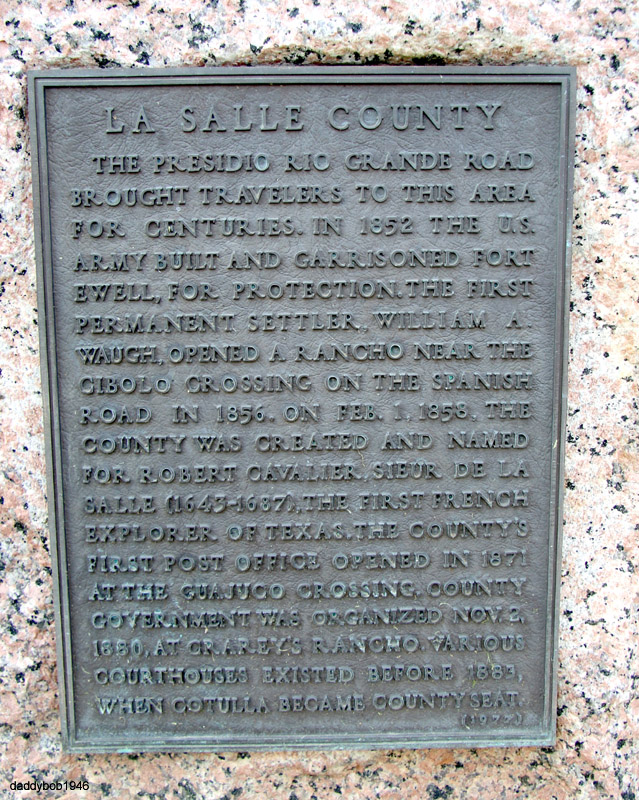 LA SALLE COUNTY
THE PRESIDIO RIO GRANDE ROAD
BROUGHT TRAVELERS TO THIS AREA
FOR CENTURIES. IN 1852 THE U.S.
ARMY BUILT AND GARRISONED FORT
EWELL, FOR PROTECTION. THE FIRST
PERMANENT SETTLER, WILLIAM A.
WAUGH, OPENED A RANCHO NEAR THE
CIBOLO CROSSING ON THE SPANISH
ROAD IN 1856. ON FEB. 1, 1858, THE
COUNTY WAS CREATED AND NAMED
FOR ROBERT CAVALIER, SIEUR DE LA
SALLE (1643-1687), THE FIRST FRENCH
EXPLORER OF TEXAS. THE COUNTY'S
FIRST POST OFFICE OPENED IN 1871
AT THE GUAJUCO CROSSING. COUNTY
GOVERNMENT WAS ORGANIZED NOV. 2,
1880, AT CRAREY'S RANCHO. VARIOUS
COURTHOUSES EXISTED BEFORE 1883,
WHEN COTULLA BECAME COUNTY SEAT.
(1972)
daddybob1946